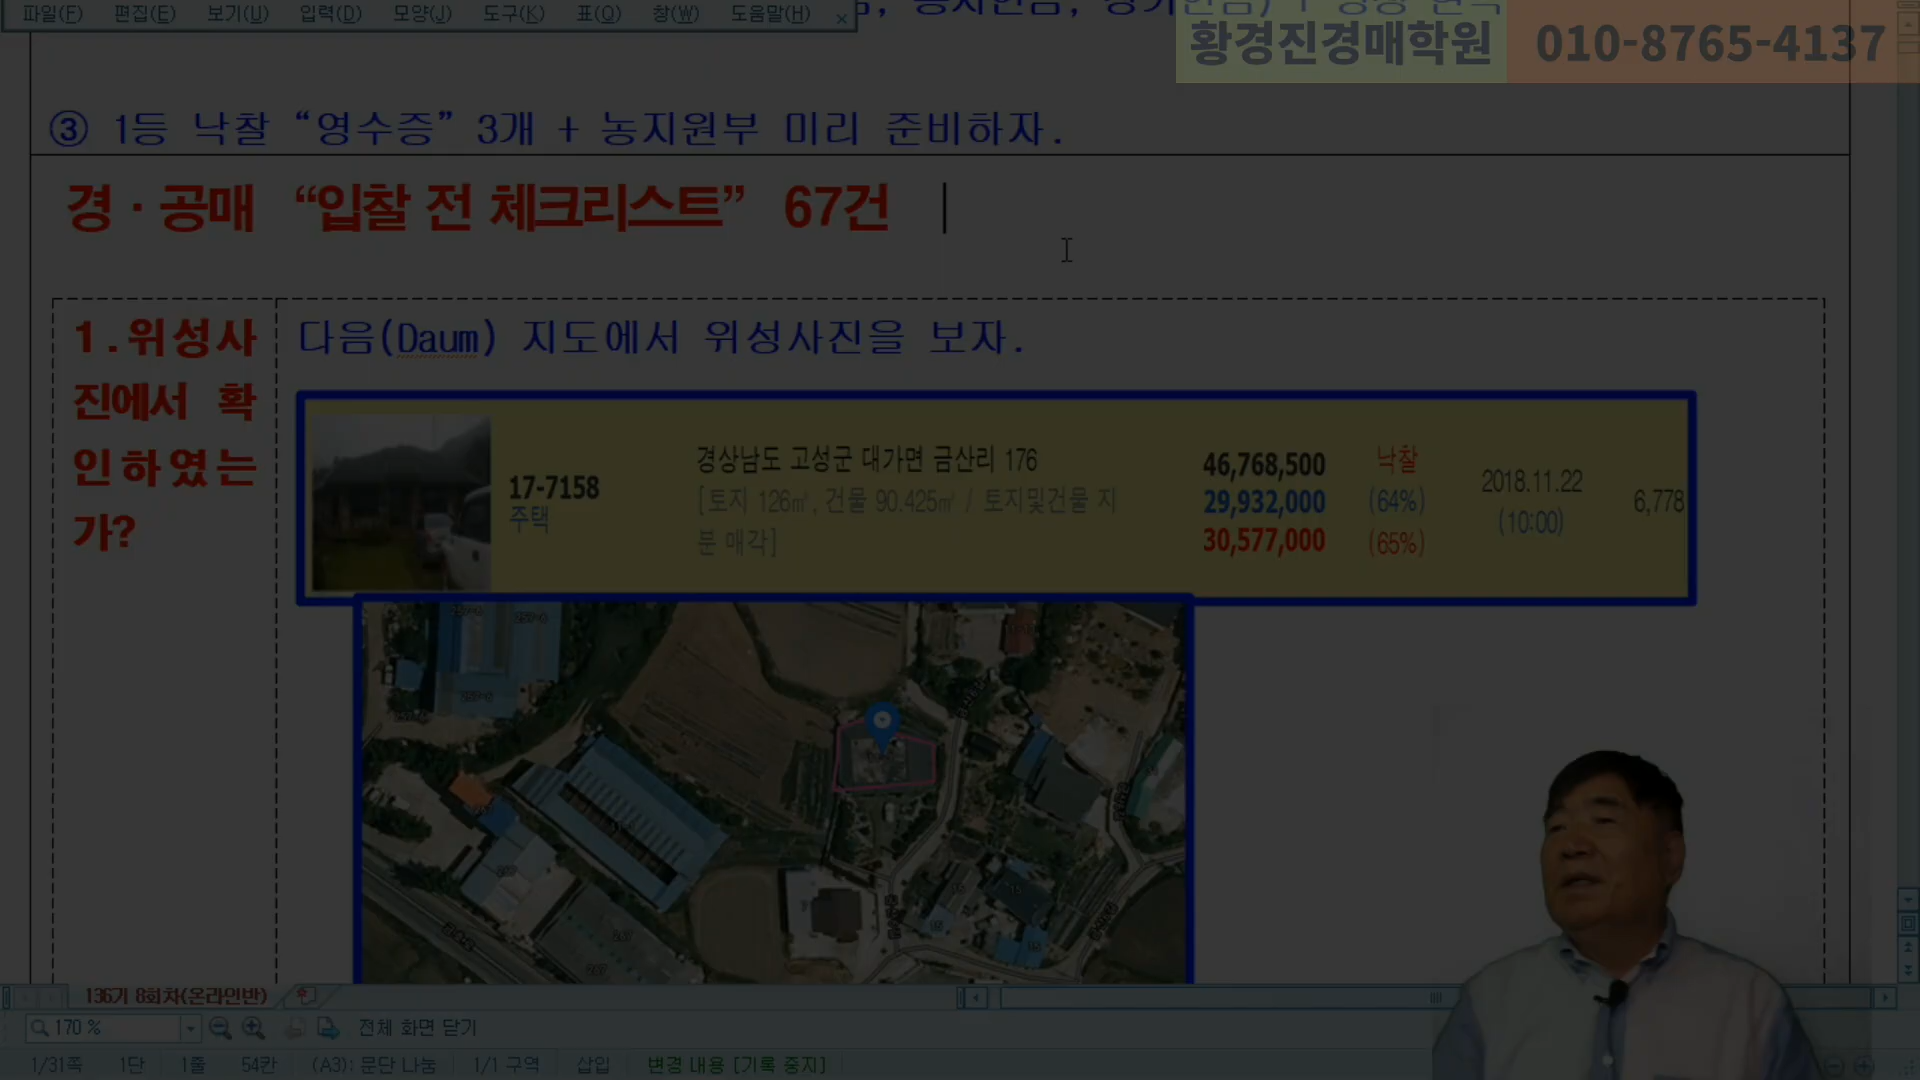 파일(F) 편집(E) 보기(U) 입력(D) 모양(J) 도구(K) 표(Q) 창(W) 도움말(H)
황경진경매학원 010-8765-4137
③ 1등 낙찰 “영수증” 3개 + 농지원부 미리 준비하자.
경·공매 “입찰 전 체크리스트” 67건
1.위성사
진에서 확
인하였는
가?
다음(Daum) 지도에서 위성사진을 보자.
17-7158
주택
경상남도 고성군 대가면 금산리 176
[토지 126㎡, 건물 90.425㎡ / 토지및건물 지
분 매각]
46,768,500
29,932,000
30,577,000
낙찰
(64%)
(65%)
2018.11.22
(10:00)
6,778
136기 8회차(온라인반)
170 %
전체 화면 닫기
1/31쪽 1단 1줄 54칸 (A3): 문단 나눔 1/1 구역 삽입 변경 내용 [기록 중지]